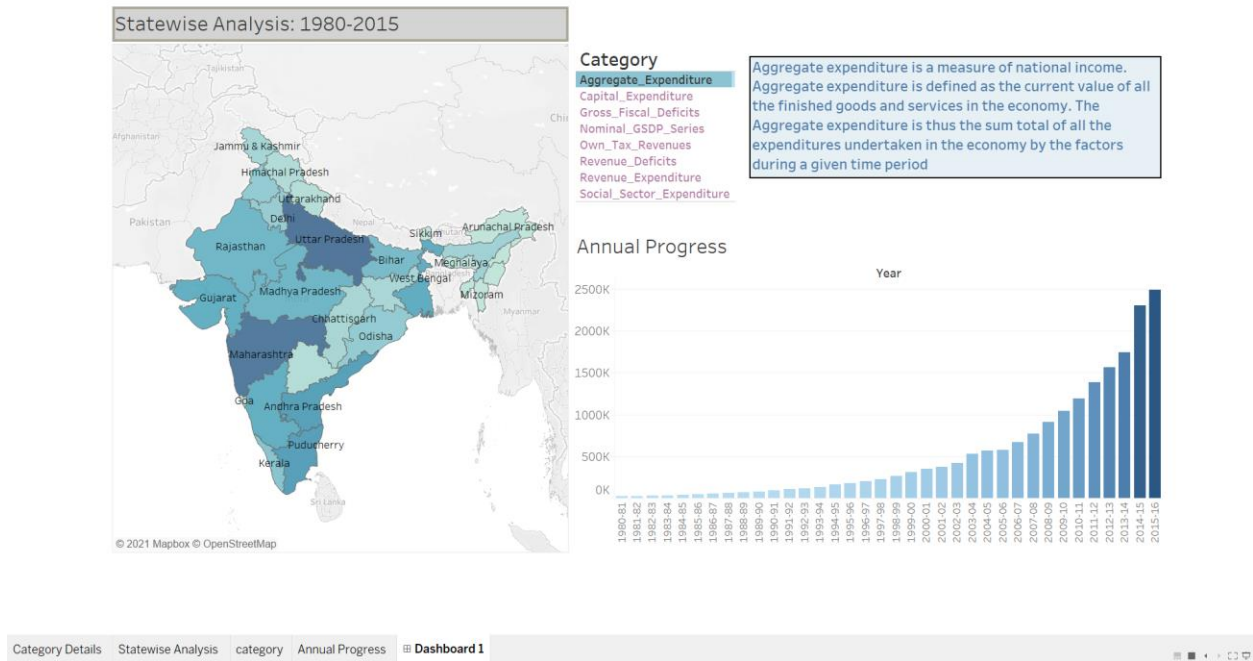 Statewise Analysis: 1980-2015
Tajikistan
Afghanistan
Pakistan
Nepal
Myanmar
Sri Lanka
Jammu & Kashmir
Himachal Pradesh
Uttarakhand
Delhi
Rajasthan
Uttar Pradesh
Sikkim
Arunachal Pradesh
Bihar
Meghalaya
West Bengal
Gujarat
Madhya Pradesh
Mizoram
Chhattisgarh
Odisha
Maharashtra
Goa
Andhra Pradesh
Puducherry
Kerala
© 2021 Mapbox © OpenStreetMap
Category
Aggregate_Expenditure
Capital_Expenditure
Gross_Fiscal_Deficits
Nominal_GSDP_Series
Own_Tax_Revenues
Revenue_Deficits
Revenue_Expenditure
Social_Sector_Expenditure
Aggregate expenditure is a measure of national income.
Aggregate expenditure is defined as the current value of all
the finished goods and services in the economy. The
Aggregate expenditure is thus the sum total of all the
expenditures undertaken in the economy by the factors
during a given time period
Annual Progress
Year
2500K
2000K
1500K
1000K
500K
0K
1980-81
1981-82
1982-83
1983-84
1984-85
1985-86
1986-87
1987-88
1988-89
1989-90
1990-91
1991-92
1992-93
1993-94
1994-95
1995-96
1996-97
1997-98
1998-99
1999-00
2000-01
2001-02
2002-03
2003-04
2004-05
2005-06
2006-07
2007-08
2008-09
2009-10
2010-11
2011-12
2012-13
2013-14
2014-15
2015-16
Category Details
Statewise Analysis
category
Annual Progress
Dashboard 1